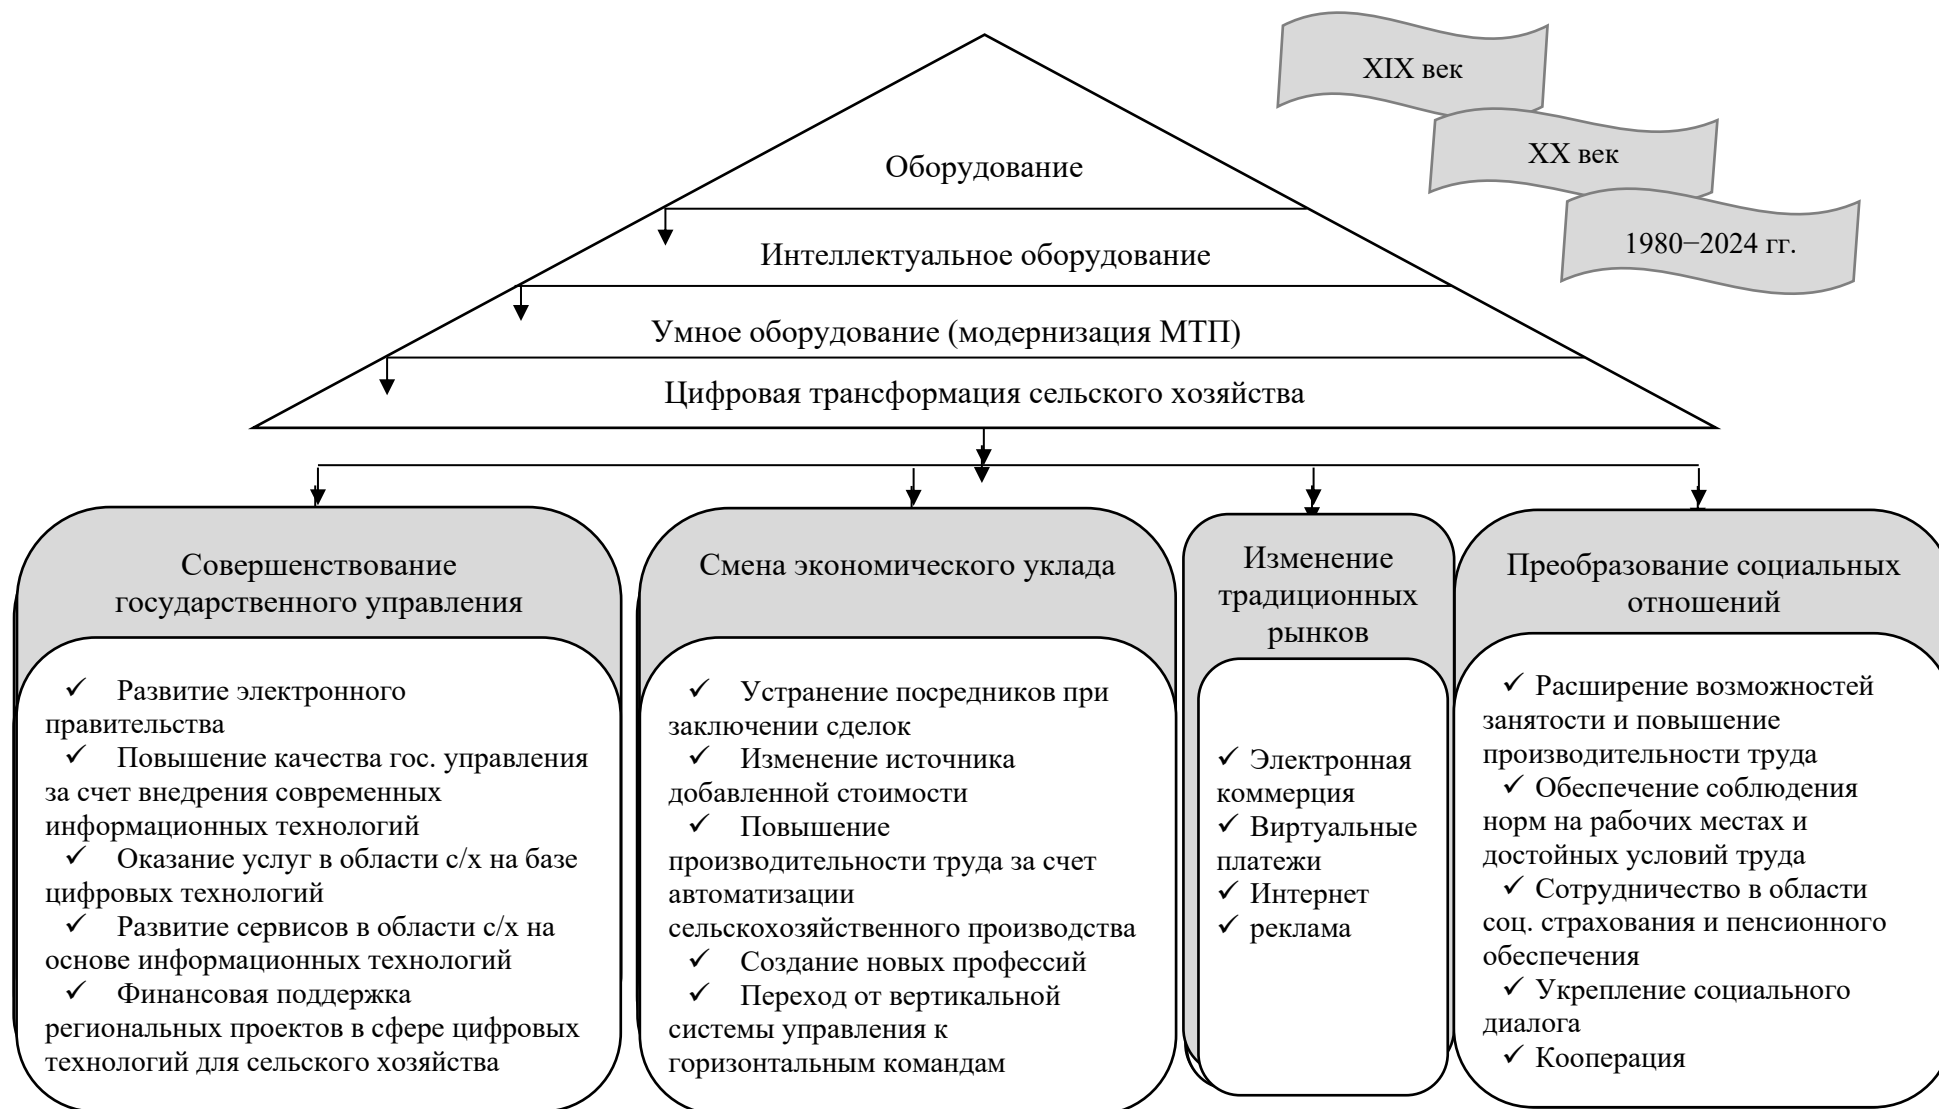 XIX век
XX век
1980−2024 гг.
Оборудование
Интеллектуальное оборудование
Умное оборудование (модернизация МТП)
Цифровая трансформация сельского хозяйства
Совершенствование
государственного управления
✓ Развитие электронного
правительства
✓ Повышение качества гос. управления
за счет внедрения современных
информационных технологий
✓ Оказание услуг в области с/х на базе
цифровых технологий
✓ Развитие сервисов в области с/х на
основе информационных технологий
✓ Финансовая поддержка
региональных проектов в сфере цифровых
технологий для сельского хозяйства
Смена экономического уклада
✓ Устранение посредников при
заключении сделок
✓ Изменение источника
добавленной стоимости
✓ Повышение
производительности труда за счет
автоматизации
сельскохозяйственного производства
✓ Создание новых профессий
✓ Переход от вертикальной
системы управления к
горизонтальным командам
Изменение
традиционных
рынков
✓ Электронная
коммерция
✓ Виртуальные
платежи
✓ Интернет
✓ реклама
Преобразование социальных
отношений
✓ Расширение возможностей
занятости и повышение
производительности труда
✓ Обеспечение соблюдения
норм на рабочих местах и
достойных условий труда
✓ Сотрудничество в области
соц. страхования и пенсионного
обеспечения
✓ Укрепление социального
диалога
✓ Кооперация